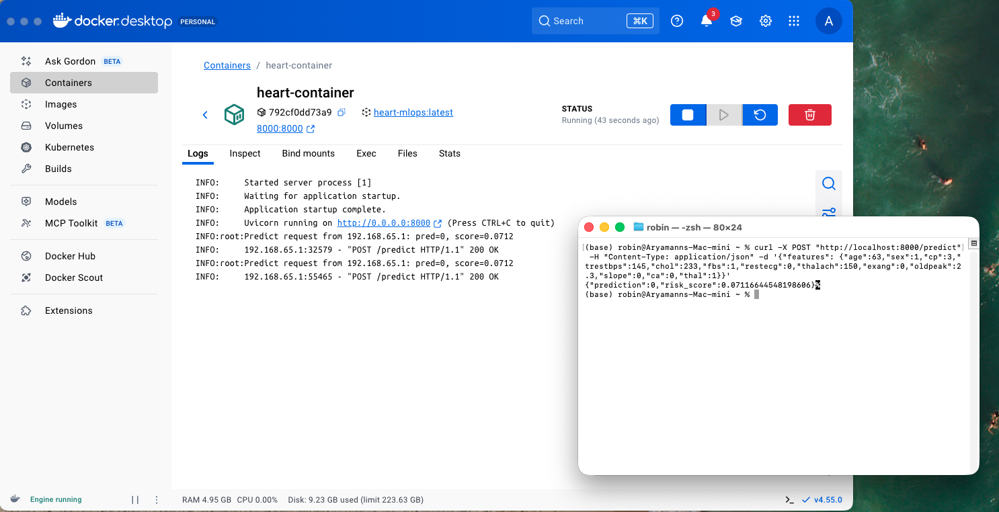 docker.desktop PERSONAL
Search ⌘K
3
A
Ask Gordon BETA
Containers
Images
Volumes
Kubernetes
Builds
Models
MCP Toolkit BETA
Docker Hub
Docker Scout
Extensions
Containers / heart-container
heart-container
792cf0dd73a9 heart-mlops:latest
8000:8000
STATUS
Running (43 seconds ago)
Logs Inspect Bind mounts Exec Files Stats
INFO: Started server process [1]
INFO: Waiting for application startup.
INFO: Application startup complete.
INFO: Uvicorn running on http://0.0.0.0:8000 (Press CTRL+C to quit)
INFO:root:Predict request from 192.168.65.1: pred=0, score=0.0712
INFO: 192.168.65.1:32579 - "POST /predict HTTP/1.1" 200 OK
INFO:root:Predict request from 192.168.65.1: pred=0, score=0.0712
INFO: 192.168.65.1:55465 - "POST /predict HTTP/1.1" 200 OK
robin — -zsh — 80×24
[(base) robin@Aryamanns-Mac-mini ~ % curl -X POST "http://localhost:8000/predict"]
-H "Content-Type: application/json" -d '{"features": {"age":63,"sex":1,"cp":3,"
trestbps":145,"chol":233,"fbs":1,"restecg":0,"thalach":150,"exang":0,"oldpeak":2
.3,"slope":0,"ca":0,"thal":1}}'
{"prediction":0,"risk_score":0.07116644548198606}%
(base) robin@Aryamanns-Mac-mini ~ %
Engine running
RAM 4.95 GB CPU 0.00% Disk: 9.23 GB used (limit 223.63 GB)
v4.55.0